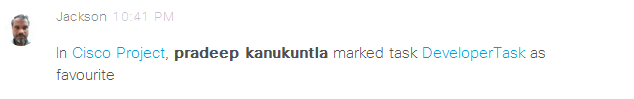 Jackson 10:41 PM
In Cisco Project, pradeep kanukuntla marked task DeveloperTask as
favourite